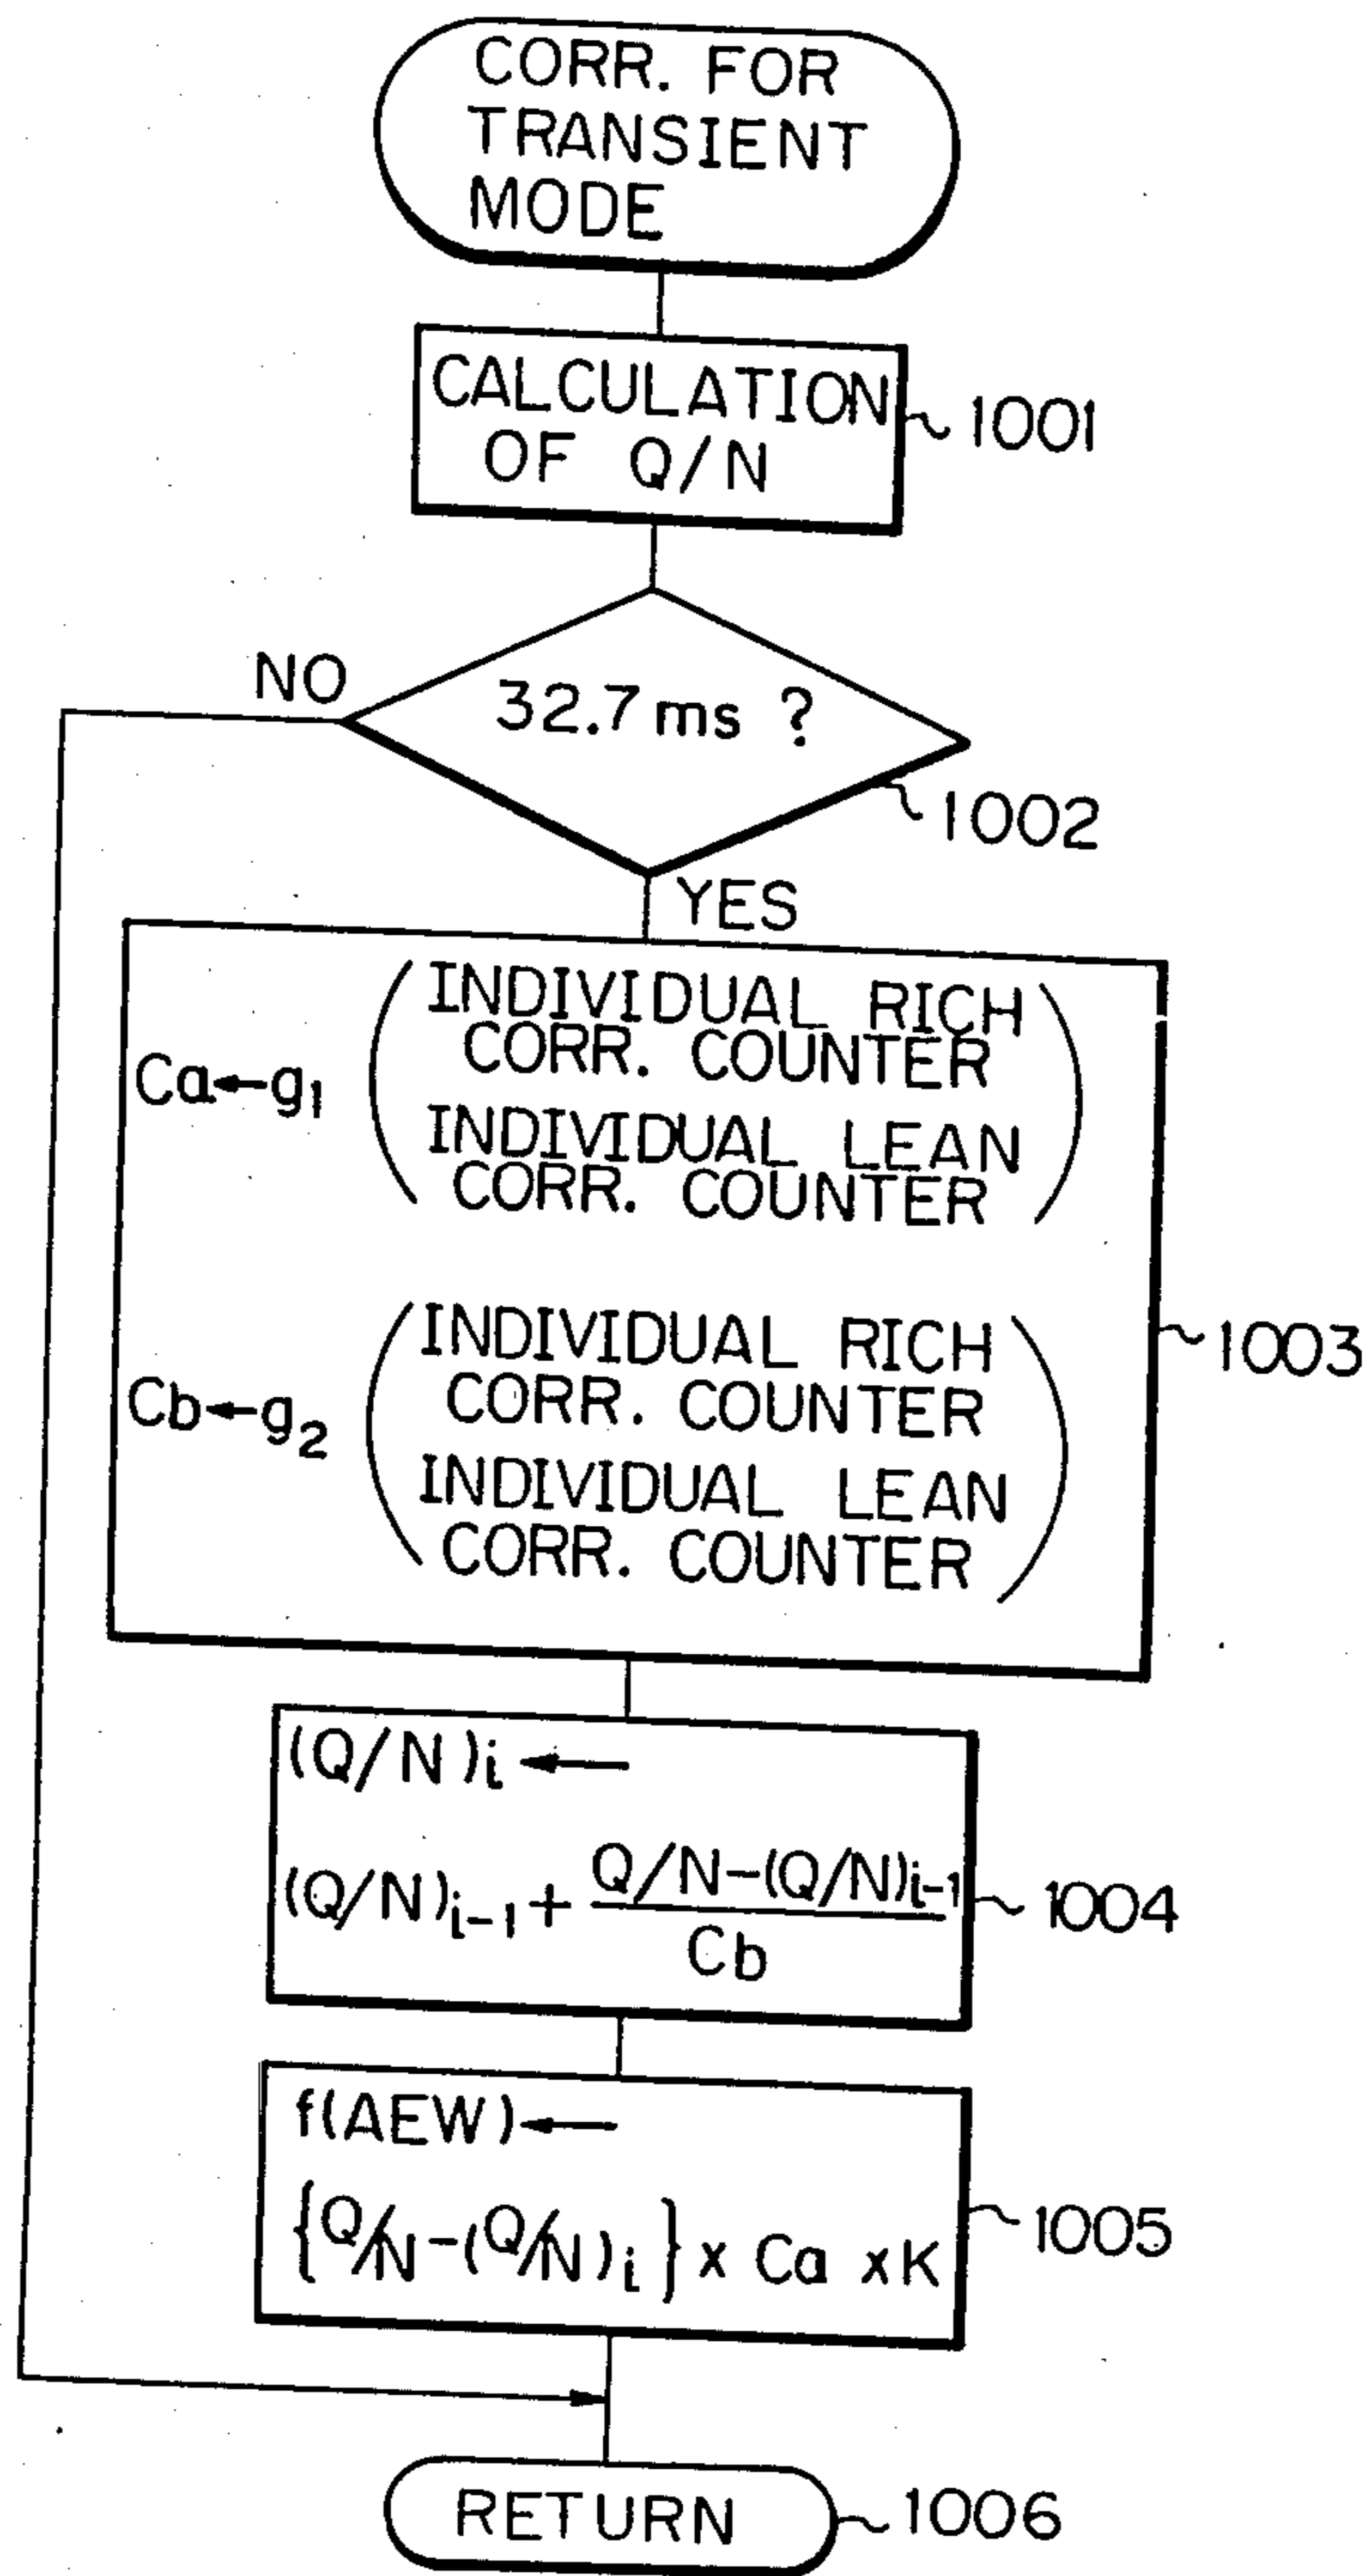 CORR. FOR
TRANSIENT
MODE
CALCULATION
OF Q/N
1001
NO
32.7 ms ?
1002
YES
Ca←g₁
INDIVIDUAL RICH
CORR. COUNTER
INDIVIDUAL LEAN
CORR. COUNTER
Cb←g₂
INDIVIDUAL RICH
CORR. COUNTER
INDIVIDUAL LEAN
CORR. COUNTER
1003
(Q/N)i ←
(Q/N)i-1 + Q/N-(Q/N)i-1
Cb
1004
f(AEW)←
{Q/N-(Q/N)i} x Ca xK
1005
RETURN
1006